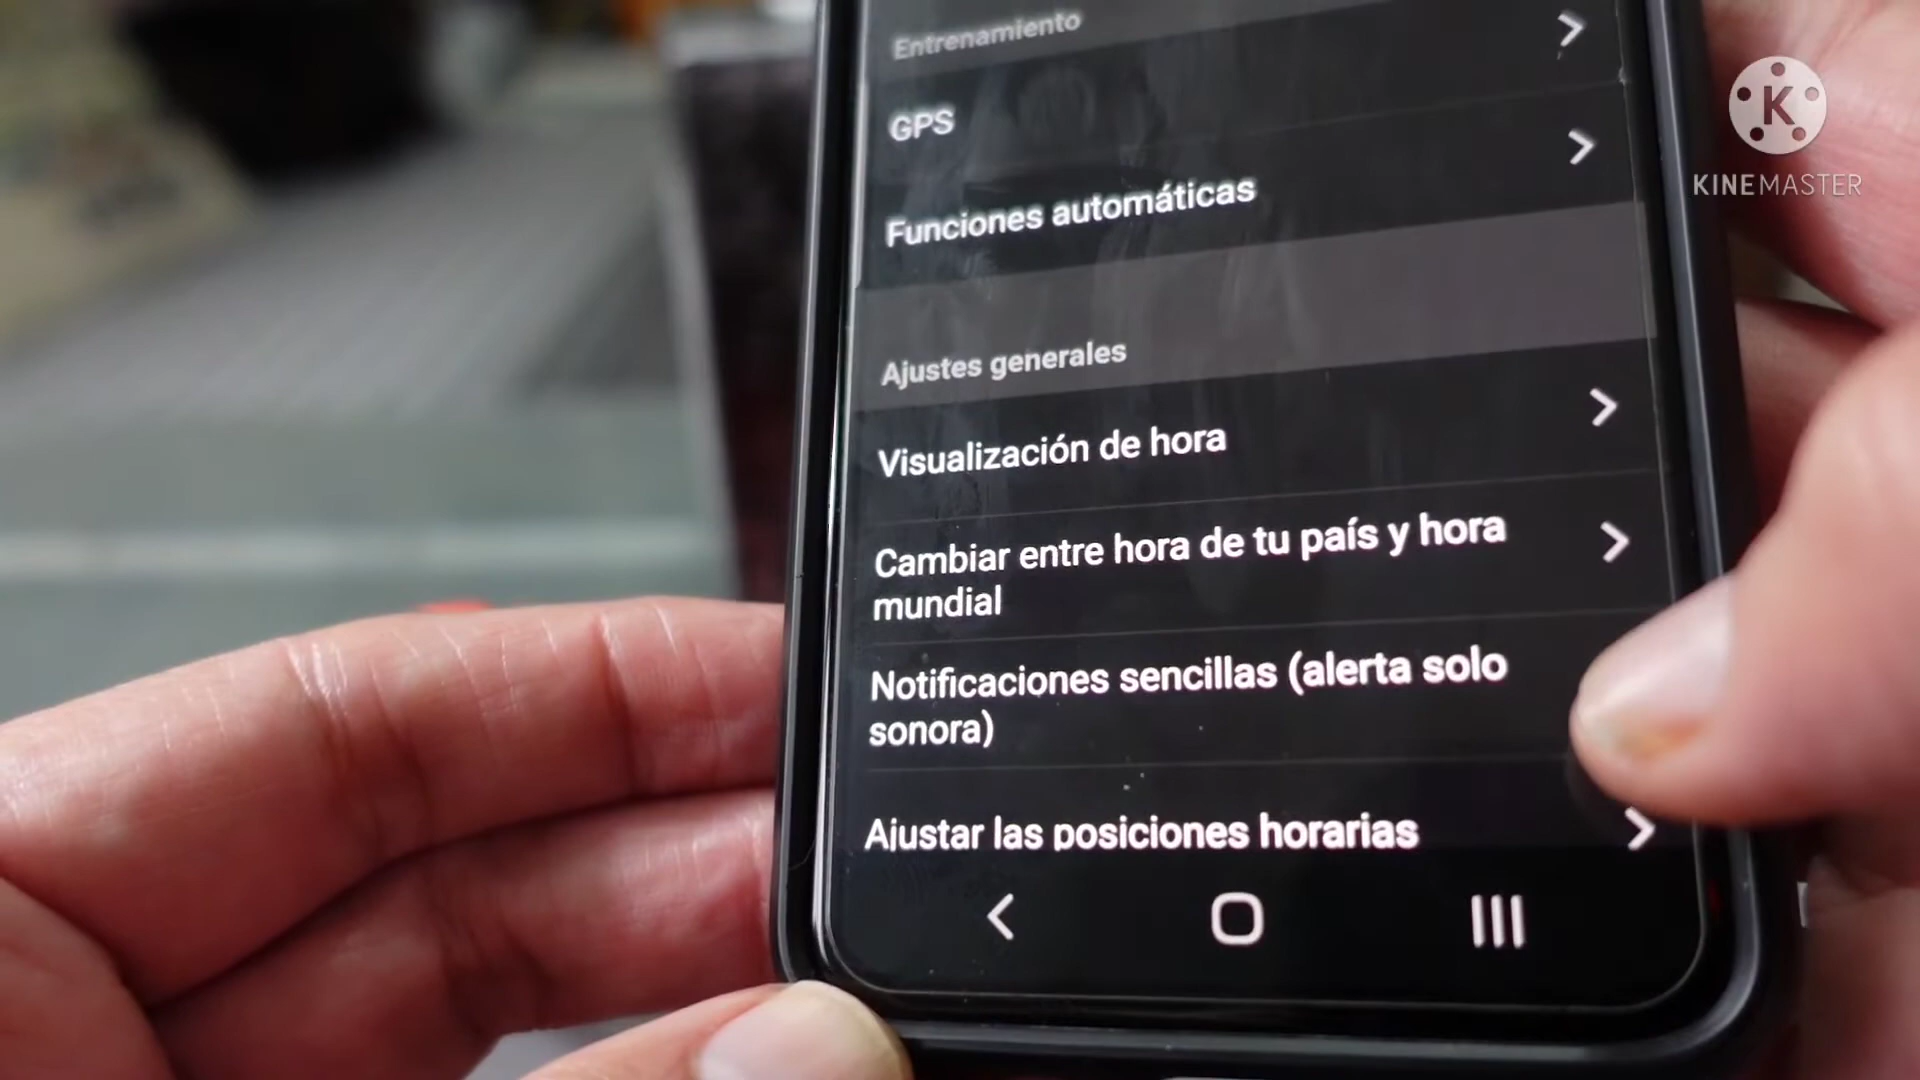 Entrenamiento
GPS
Funciones automáticas
Ajustes generales
Visualización de hora
Cambiar entre hora de tu país y hora
mundial
Notificaciones sencillas (alerta solo
sonora)
Ajustar las posiciones horarias
K
KINEMASTER